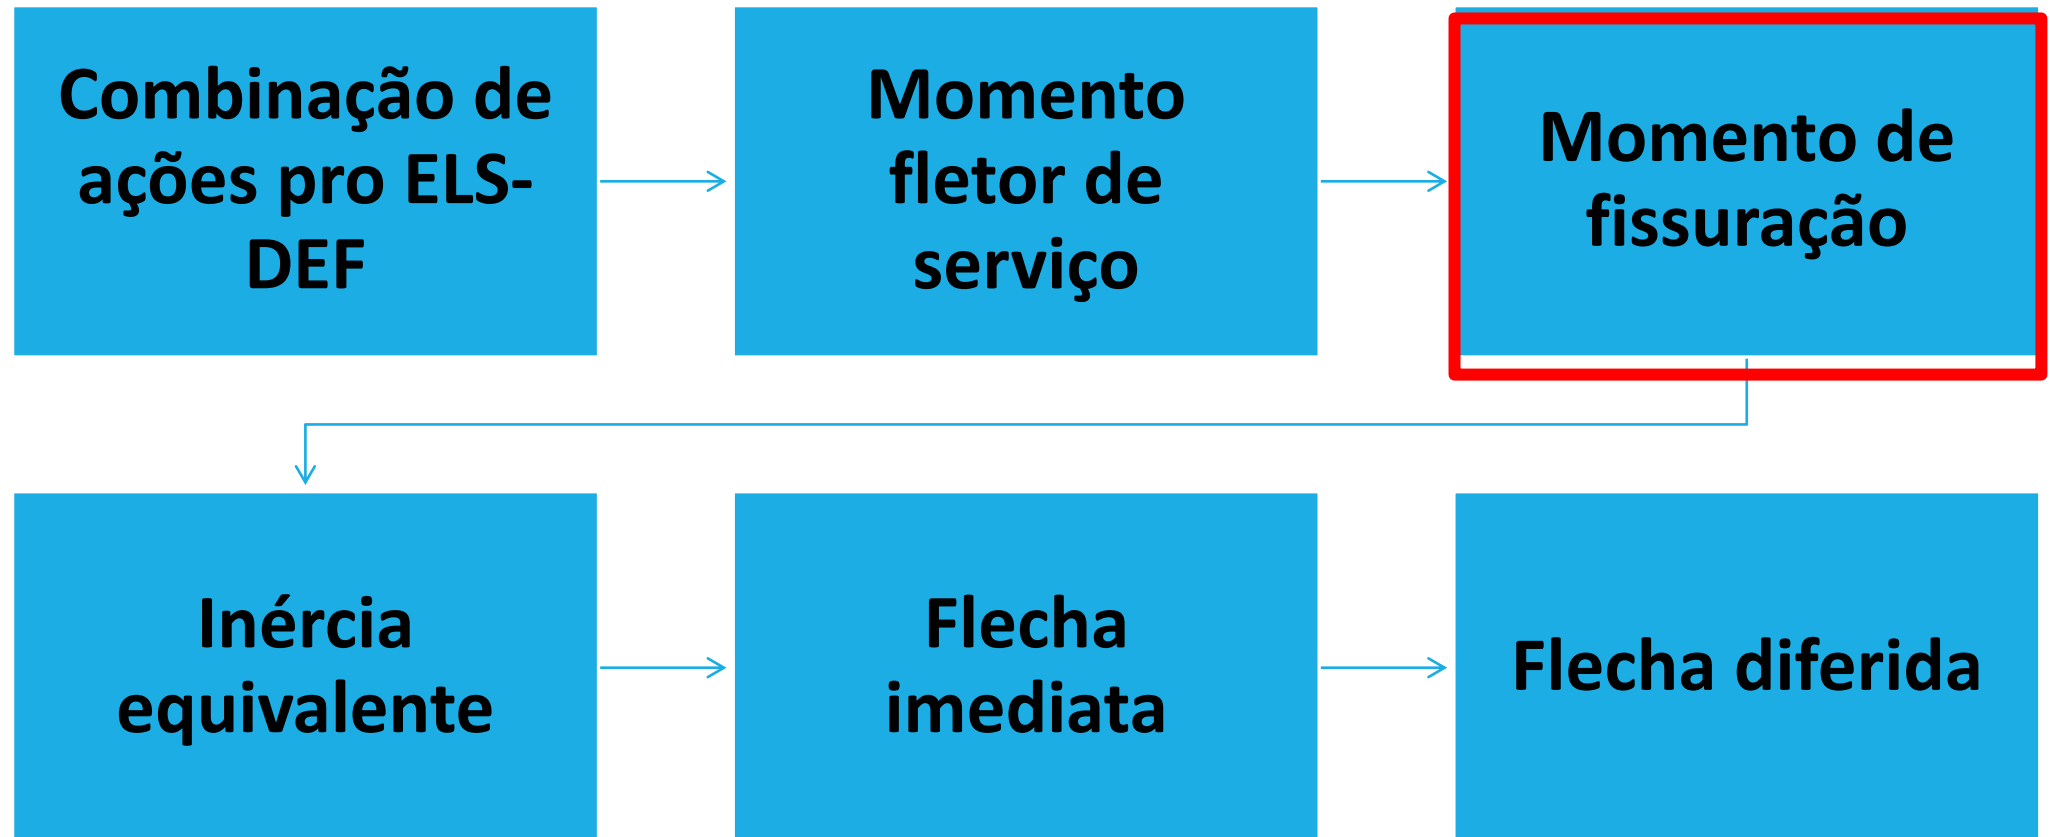 Combinação de
ações pro ELS-
DEF
Momento
fletor de
serviço
Momento de
fissuração
Inércia
equivalente
Flecha
imediata
Flecha diferida